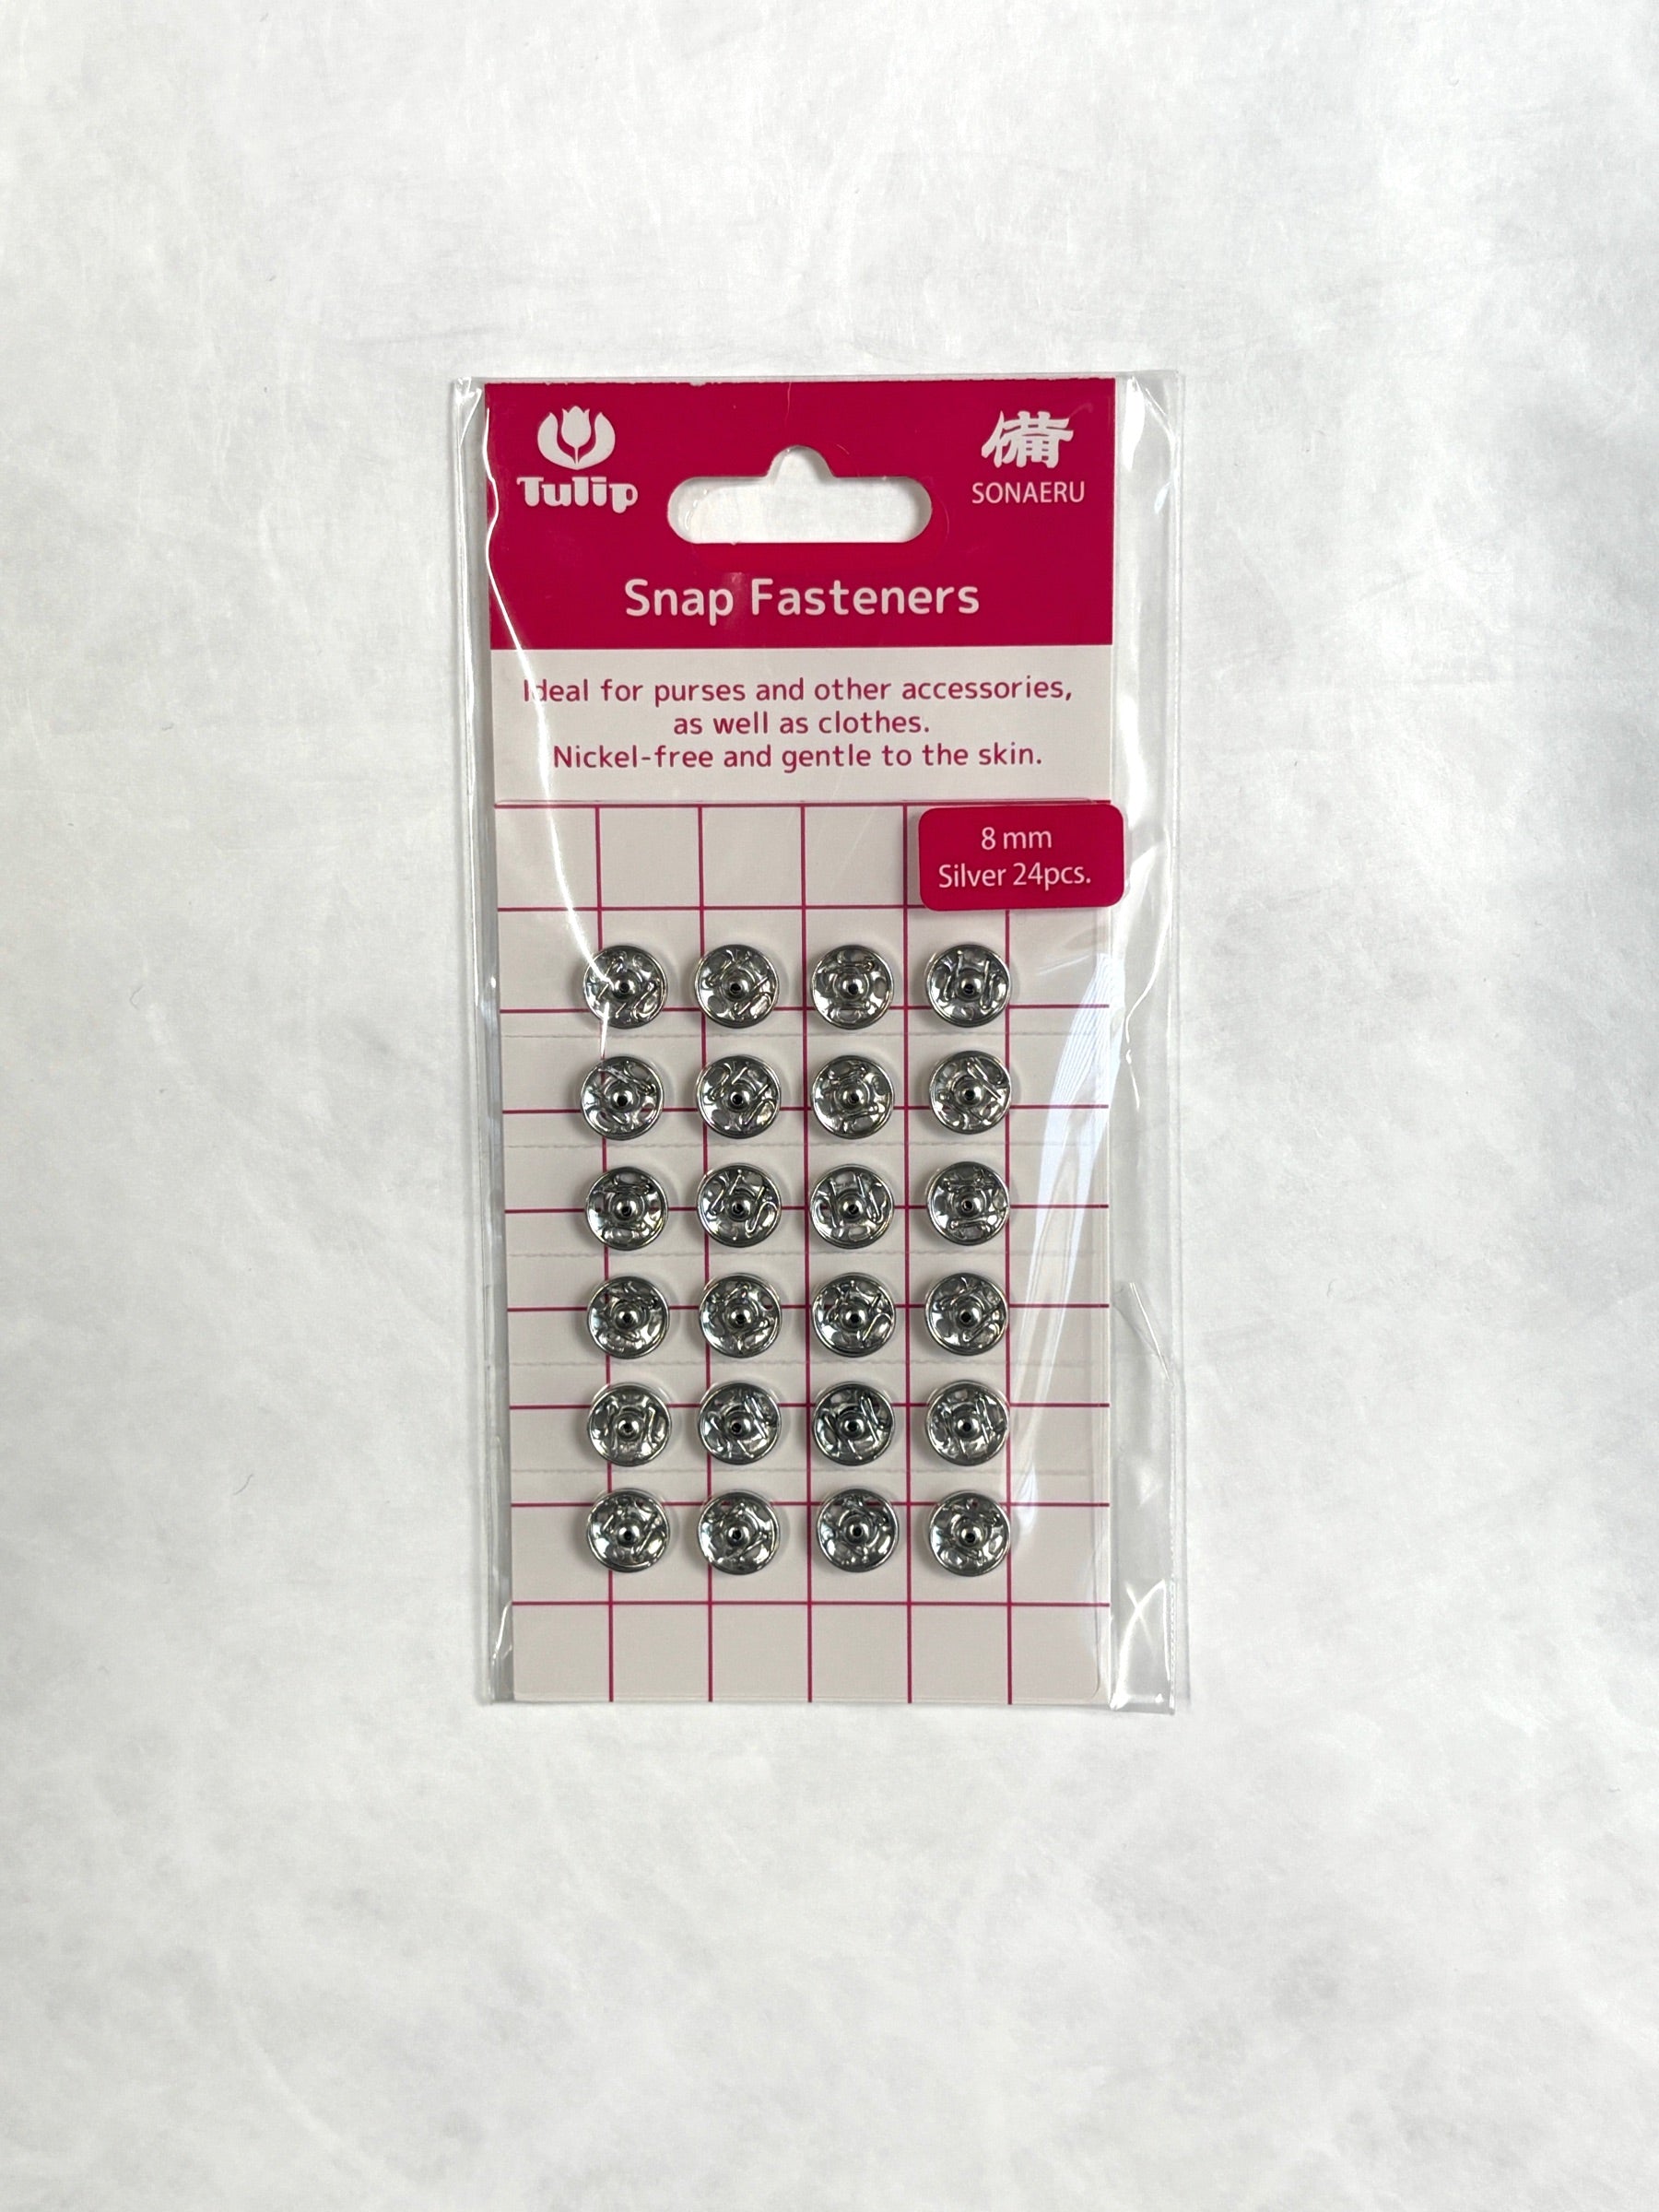 Tulip
備
SONAERU
Snap Fasteners
Ideal for purses and other accessories,
as well as clothes.
Nickel-free and gentle to the skin.
8 mm
Silver 24pcs.